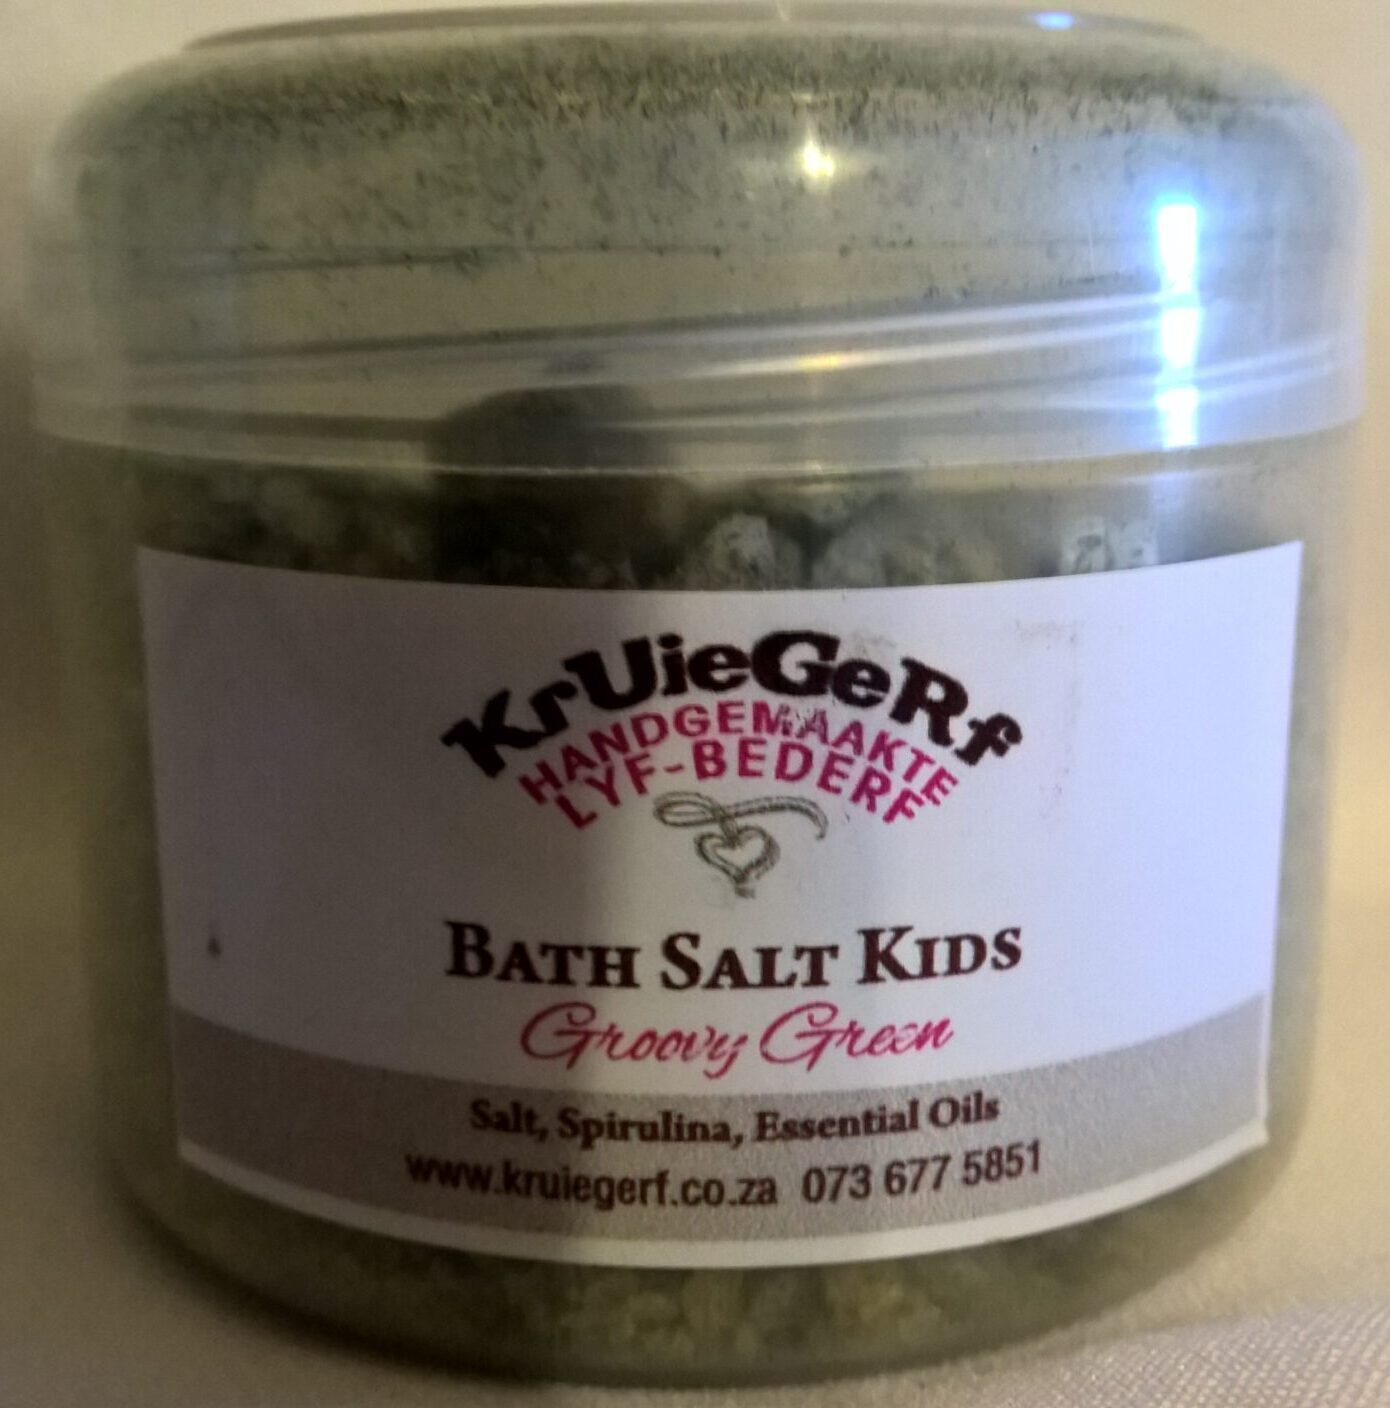 KrUieGeRf
HANDGEMAAKTE
LYF-BEDERF
BATH SALT KIDS
Groovy Green
Salt, Spirulina, Essential Oils
www.kruiegerf.co.za 073 677 5851